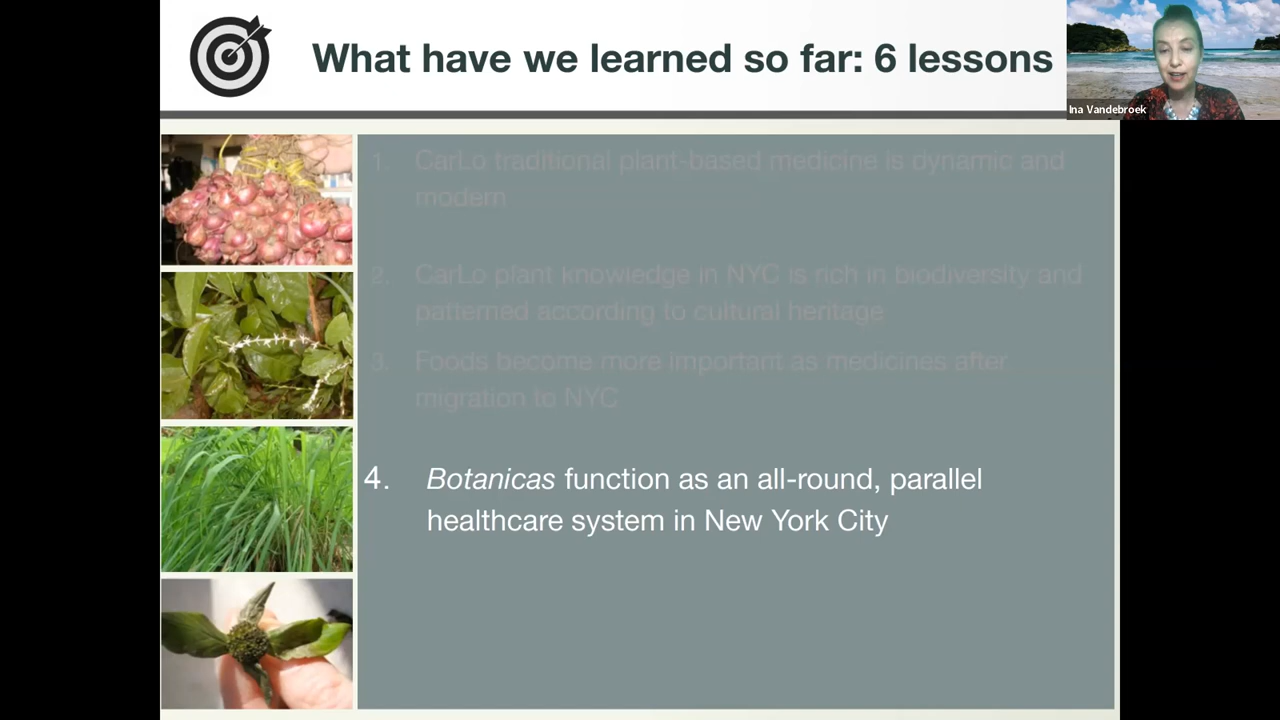 What have we learned so far: 6 lessons
Ina Vandebroek
1. CarLo traditional plant-based medicine is dynamic and
modern
2. CarLo plant knowledge in NYC is rich in biodiversity and
patterned according to cultural heritage
3. Foods become more important as medicines after
migration to NYC
4. Botanicas function as an all-round, parallel
healthcare system in New York City